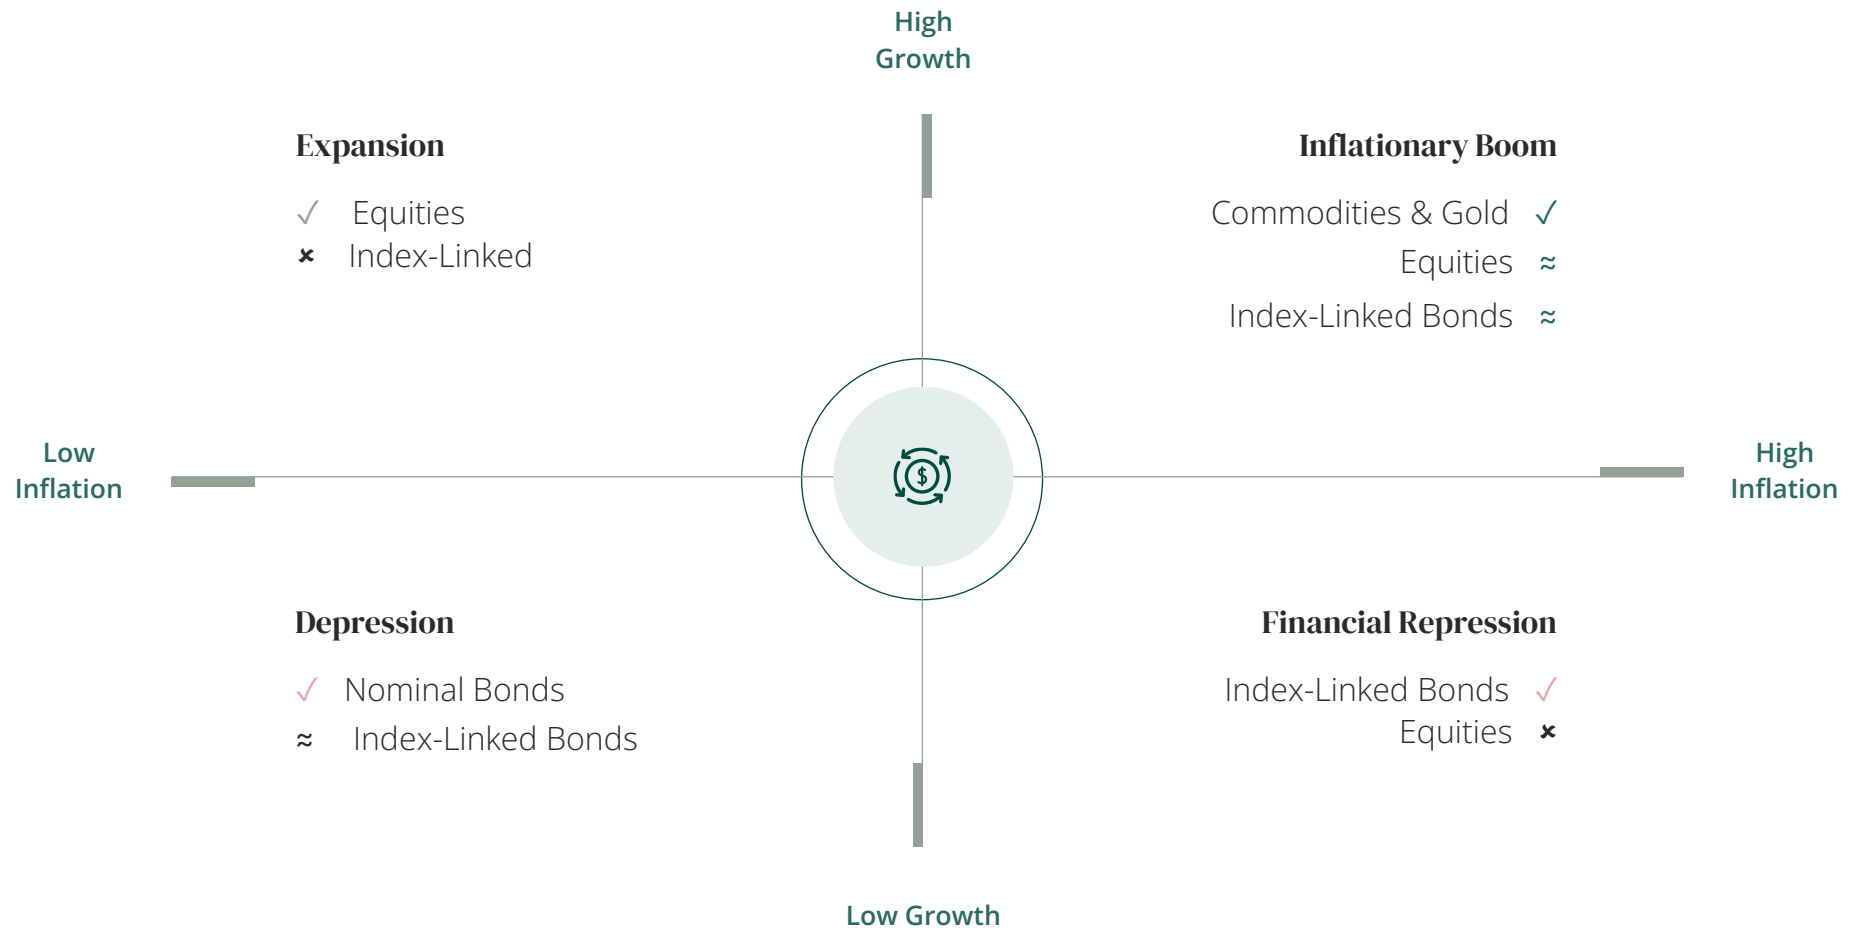 High
Growth
Expansion
✓ Equities
✗ Index-Linked
Inflationary Boom
Commodities & Gold ✓
Equities ≈
Index-Linked Bonds ≈
Low
Inflation
$
High
Inflation
Depression
✓ Nominal Bonds
≈ Index-Linked Bonds
Financial Repression
Index-Linked Bonds ✓
Equities ✗
Low Growth